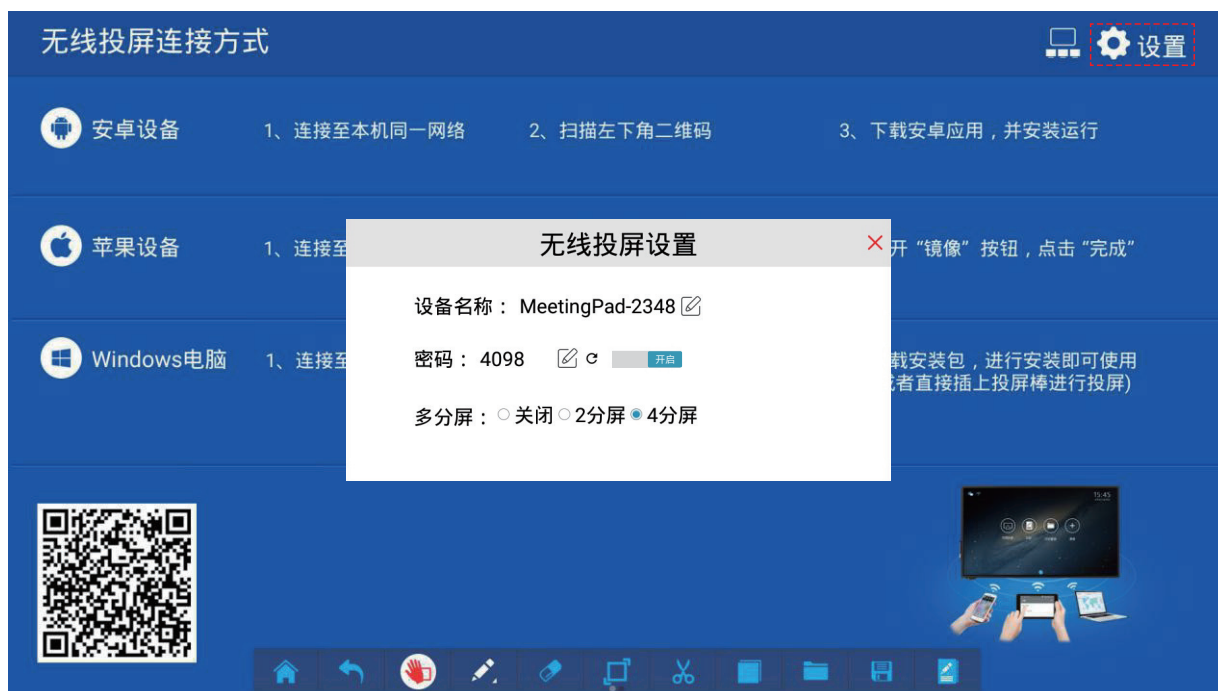 无线投屏连接方式
设置
安卓设备
1、连接至本机同一网络
2、扫描左下角二维码
3、下载安卓应用，并安装运行
苹果设备
1、连接至
开“镜像”按钮，点击“完成”
Windows电脑
1、连接至
载安装包，进行安装即可使用
者直接插上投屏棒进行投屏)
无线投屏设置
设备名称： MeetingPad-2348
密码： 4098
开启
多分屏： 关闭 2分屏 4分屏
15:45